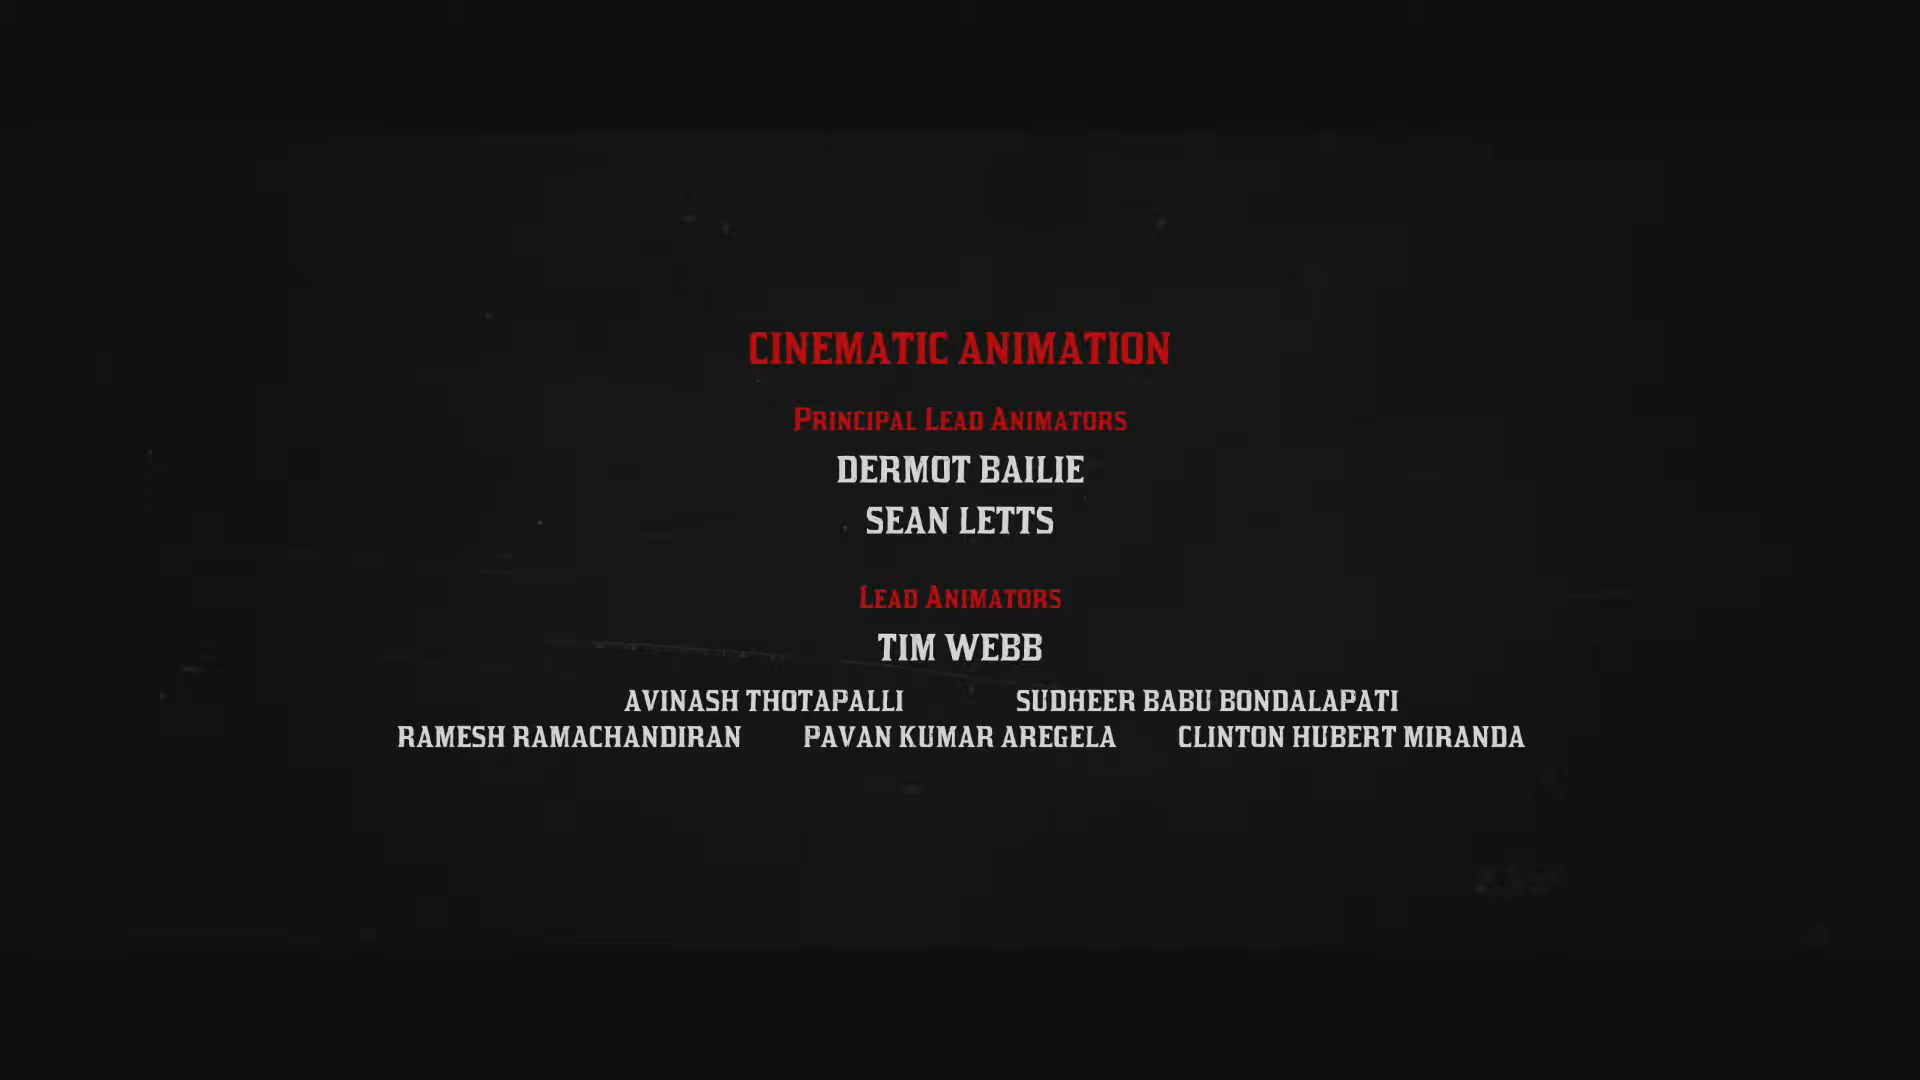 CINEMATIC ANIMATION
PRINCIPAL LEAD ANIMATORS
DERMOT BAILIE
SEAN LETTS
LEAD ANIMATORS
TIM WEBB
AVINASH THOTAPALLI SUDHEER BABU BONDALAPATI
RAMESH RAMACHANDIRAN PAVAN KUMAR AREGELA CLINTON HUBERT MIRANDA